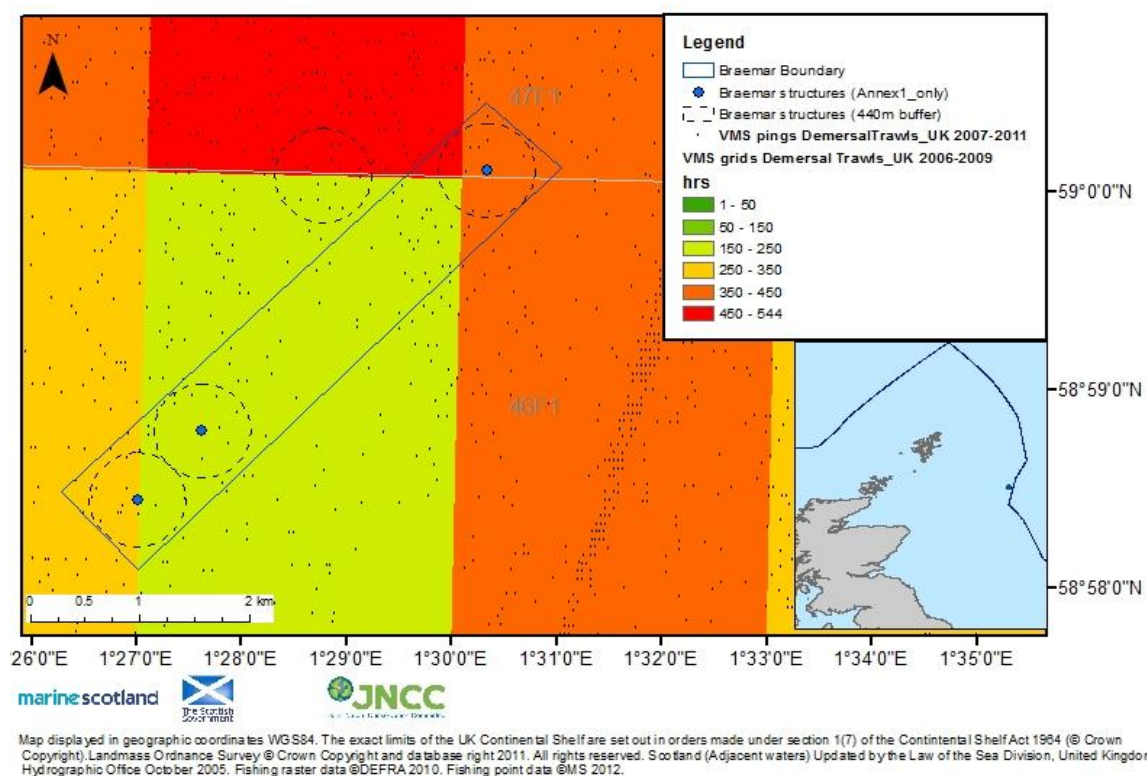 N
47F1
46F1
Legend
Braemar Boundary
Braemar structures (Annex1_only)
Braemar structures (440m buffer)
VMS pings DemersalTrawls_UK 2007-2011
VMS grids Demersal Trawls_UK 2006-2009
hrs
1 - 50
50 - 150
150 - 250
250 - 350
350 - 450
450 - 544
59°0'0"N
58°59'0"N
58°58'0"N
0 0.5 1 2 km
26'0"E 1°27'0"E 1°28'0"E 1°29'0"E 1°30'0"E 1°31'0"E 1°32'0"E 1°33'0"E 1°34'0"E 1°35'0"E
marinescotland
The Scottish
Government
JNCC
Joint Nature Conservation Committee
Map displayed in geographic coordinates WGS84. The exact limits of the UK Continental Shelf are set out in orders made under section 1(7) of the Contintental Shelf Act 1964 (© Crown
Copyright).Landmass Ordnance Survey © Crown Copyright and database right 2011. All rights reserved. Scotland (Adjacent waters) Updated by the Law of the Sea Division, United Kingdo
Hydrographic Office October 2005. Fishing raster data ©DEFRA 2010. Fishing point data ©MS 2012.